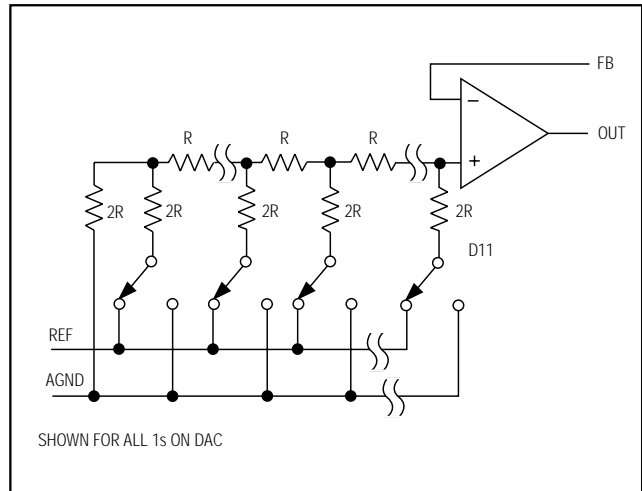 FB
−
OUT
+
R R R
2R 2R 2R 2R 2R
D11
REF
AGND
SHOWN FOR ALL 1s ON DAC